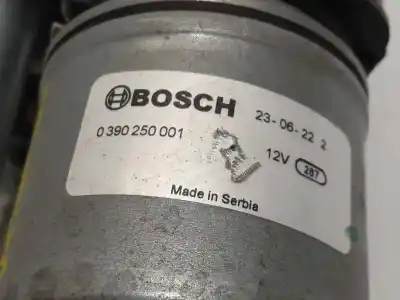 BOSCH 23-06-22 2
0 390 250 001 12V 287
Made in Serbia